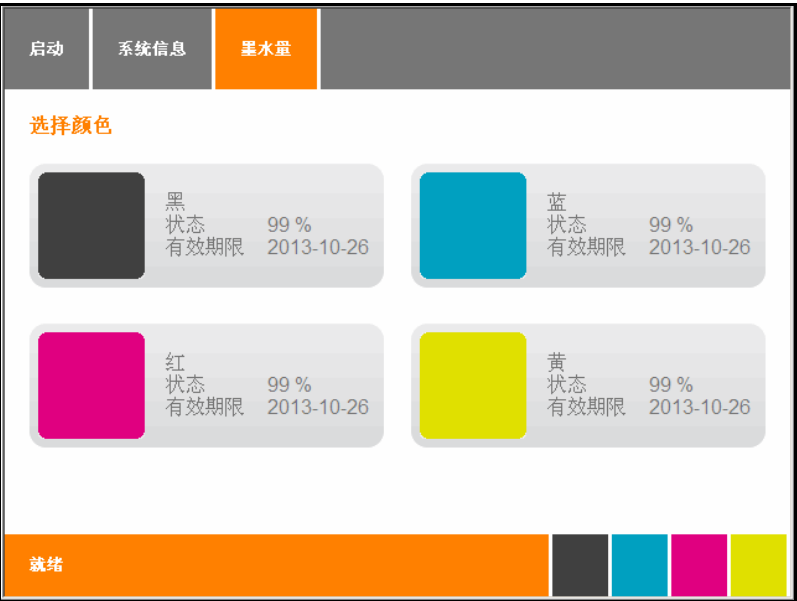 启动 系统信息 墨水量
选择颜色
黑
状态 99 %
有效期限 2013-10-26
蓝
状态 99 %
有效期限 2013-10-26
红
状态 99 %
有效期限 2013-10-26
黄
状态 99 %
有效期限 2013-10-26
就绪